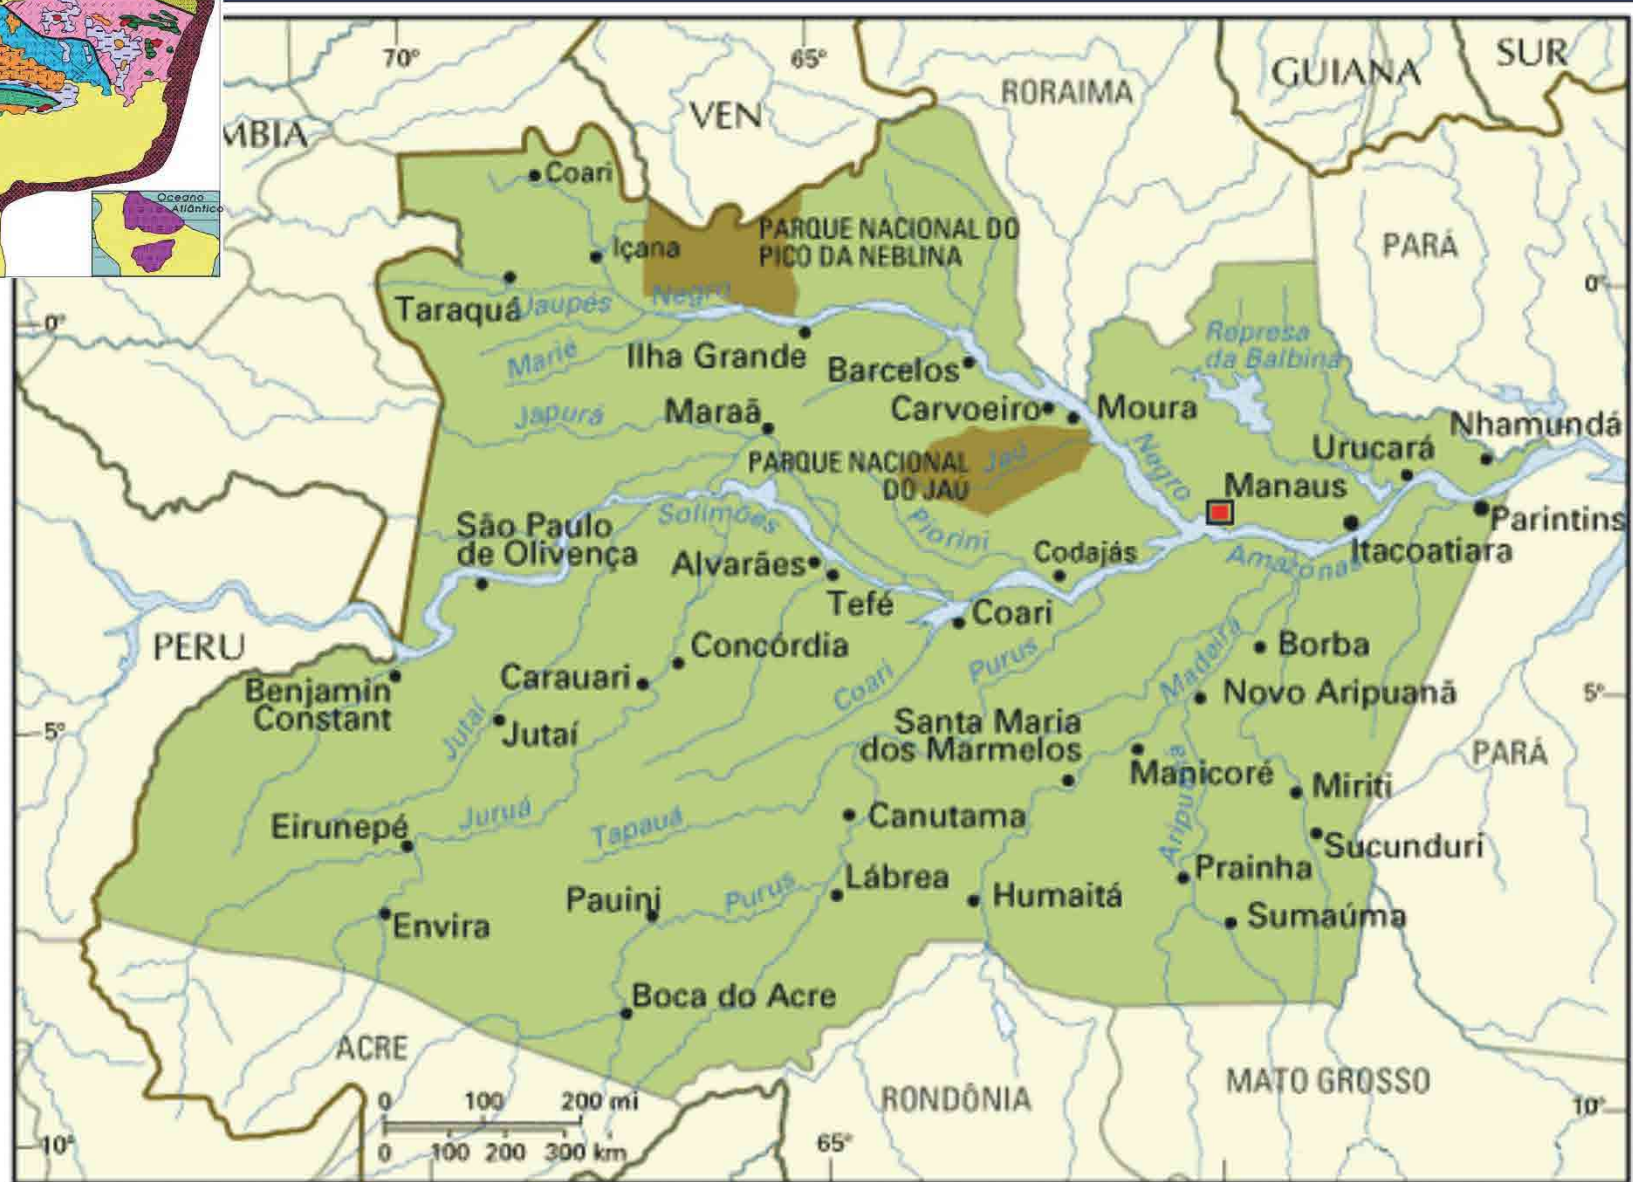 Oceano
Atlântico
70°
65°
MBIA
VEN
RORAIMA
GUIANA
SUR
Coari
Içana
PARQUE NACIONAL DO
PICO DA NEBLINA
PARÁ
0°
Taraquá
Uaupés
Negro
0°
Marié
Ilha Grande
Barcelos
Represa
da Balbina
Japurá
Maraã
Carvoeiro
Moura
Nhamundá
Urucará
PARQUE NACIONAL
DO JAÚ
Jaú
Negro
Manaus
Parintins
Itacoatiara
Amazonas
São Paulo
de Olivença
Solimões
Piorini
Codajás
Alvarães
Tefé
Coari
PERU
Concórdia
Purus
Madeira
Borba
Benjamin
Constant
Carauari
Coari
Novo Aripuanã
5°
Jutaí
Jutaí
Santa Maria
dos Marmelos
5°
PARÁ
Manicoré
Miriti
Aripuanã
Juruá
Eirunepé
Tapauá
Canutama
Sucunduri
Prainha
Lábrea
Purus
Pauini
Humaitá
Envira
Sumaúma
Boca do Acre
ACRE
RONDÔNIA
MATO GROSSO
0 100 200 mi
0 100 200 300 km
10°
65°
10°